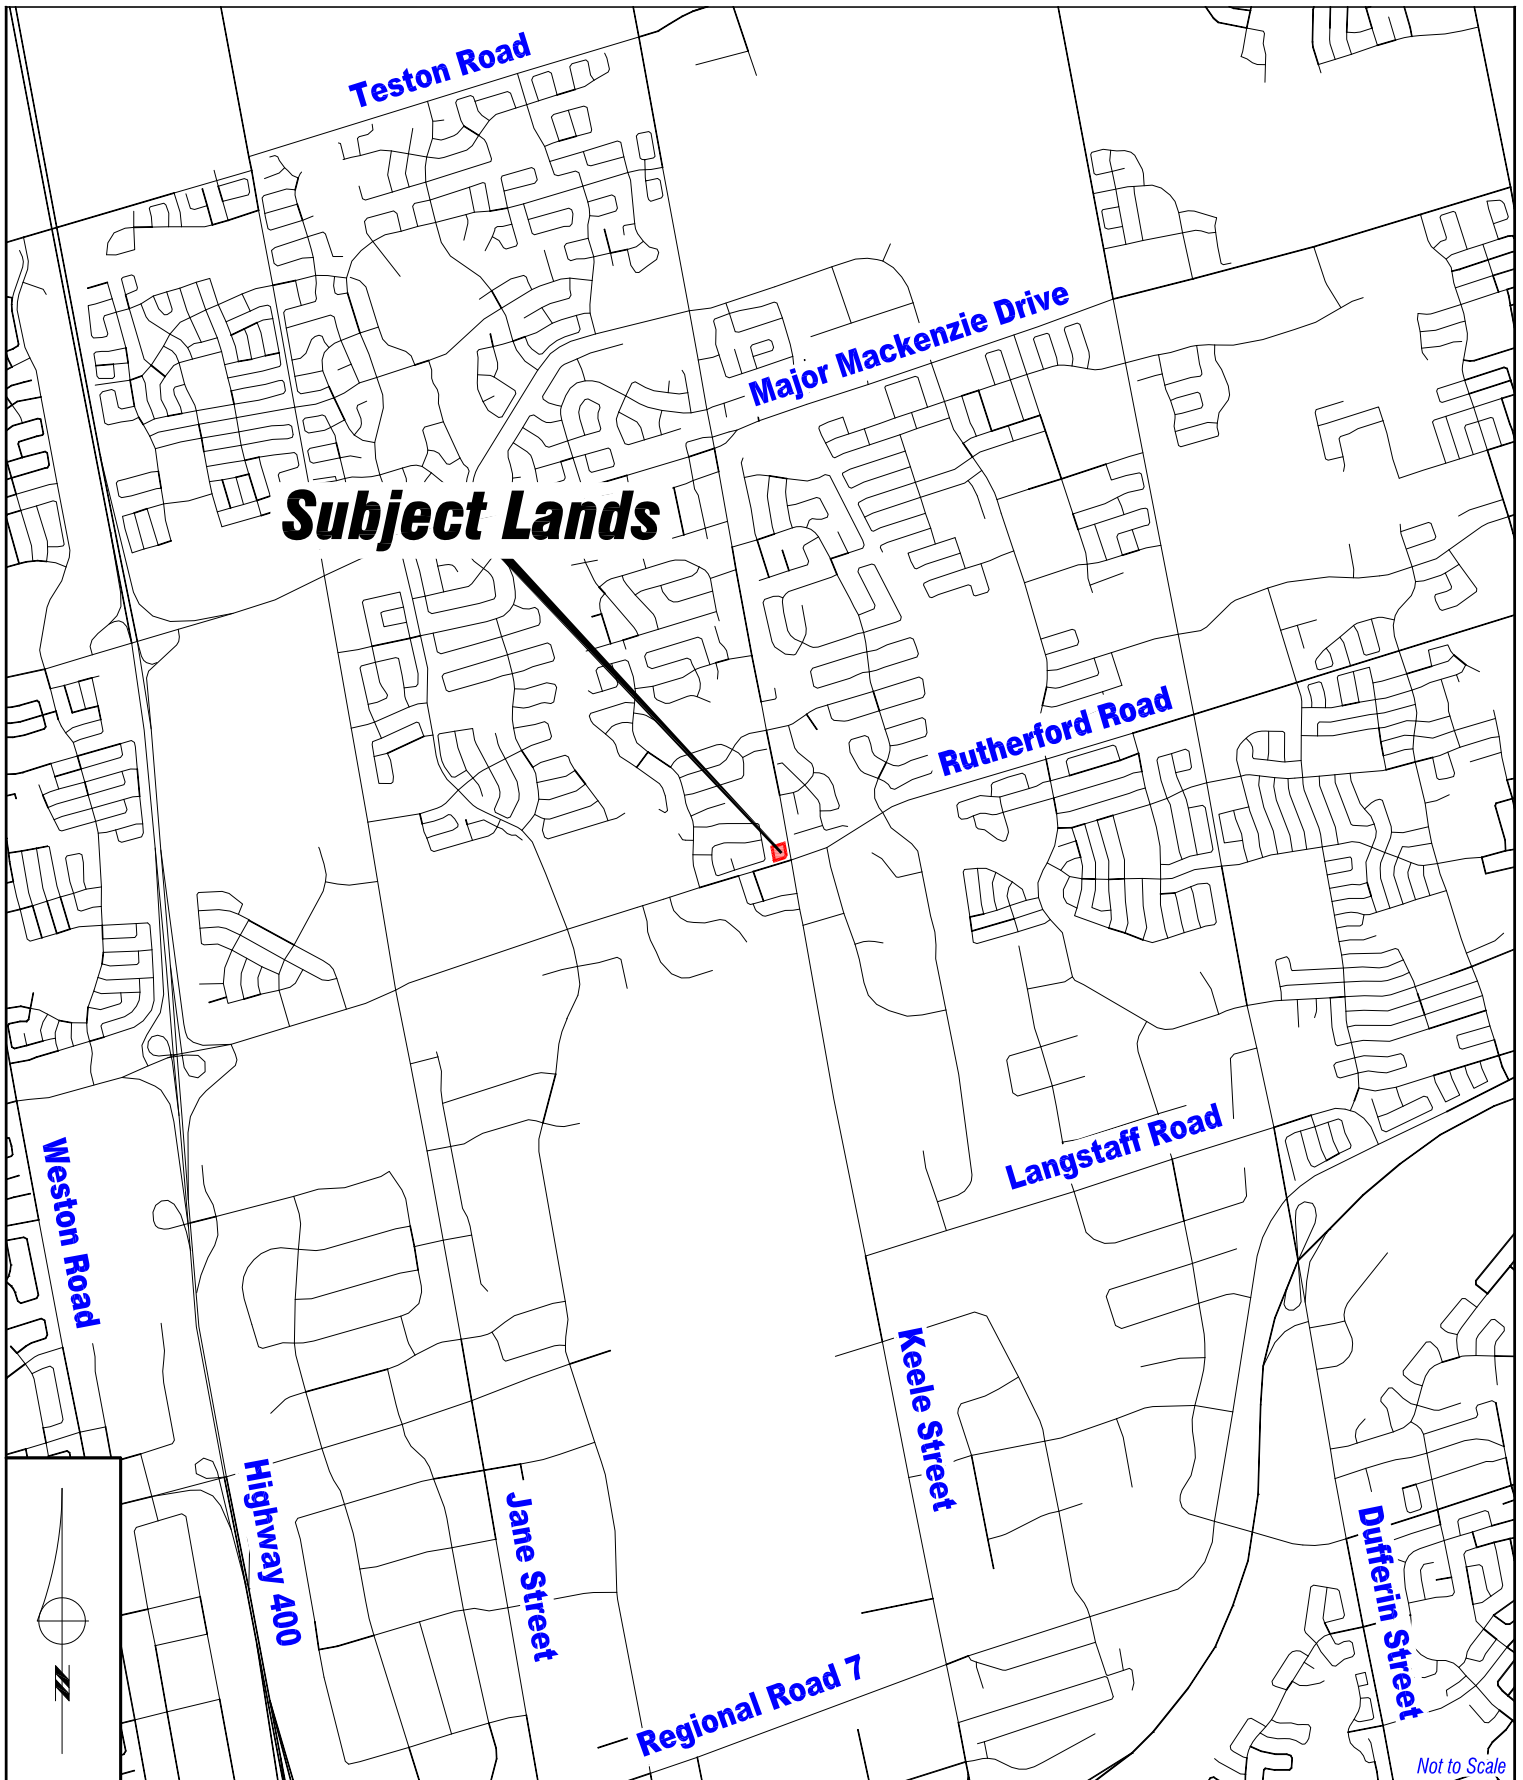 Teston Road
Major Mackenzie Drive
Subject Lands
Rutherford Road
Langstaff Road
Weston Road
Keele Street
Highway 400
Jane Street
Dufferin Street
N
Regional Road 7
Not to Scale